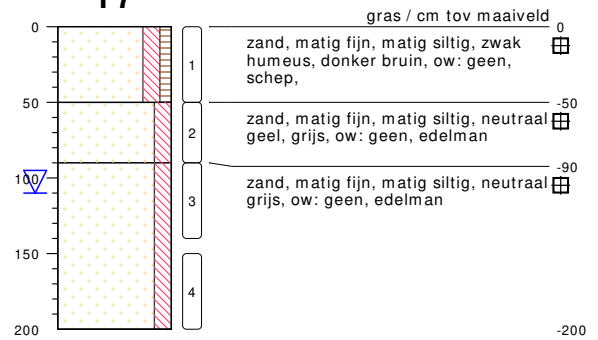 17
gras / cm tov maaiveld
0
0
zand, matig fijn, matig siltig, zwak
humeus, donker bruin, ow: geen,
schep,
1
50
-50
zand, matig fijn, matig siltig, neutraal
geel, grijs, ow: geen, edelman
2
-90
100
zand, matig fijn, matig siltig, neutraal
grijs, ow: geen, edelman
3
150
4
200
-200